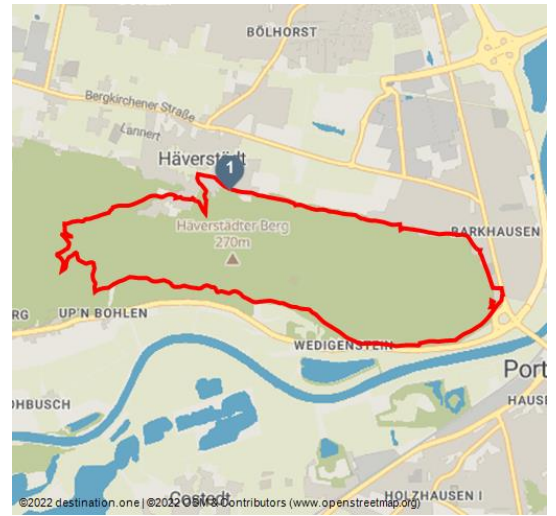 BÖLHORST
Bergkirchener Straße
Lannert
Häverstädt
1
Häverstädter Berg
270m
BARKHAUSEN
RG
UP'N BOHLEN
WEDIGENSTEIN
Port
OHBUSCH
HAUSE
Costedt
HOLZHAUSEN I
©2022 destination.one | ©2022 OSM & Contributors (www.openstreetmap.org)